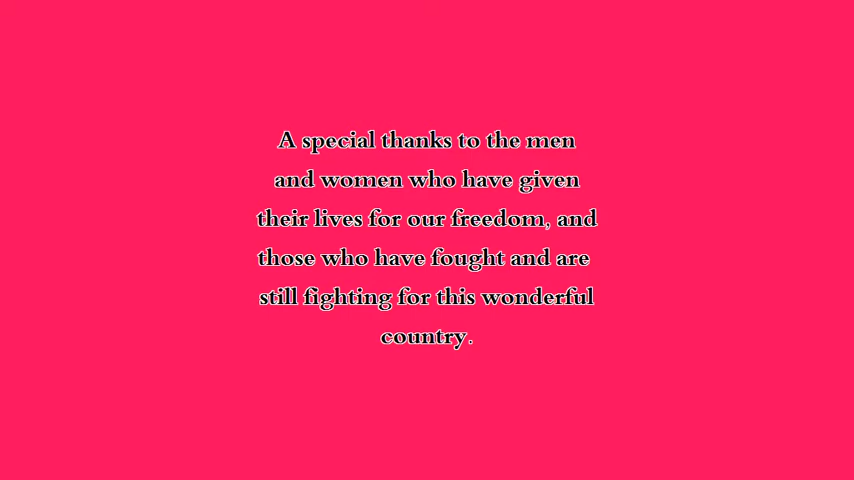 A special thanks to the men
and women who have given
their lives for our freedom, and
those who have fought and are
still fighting for this wonderful
country.